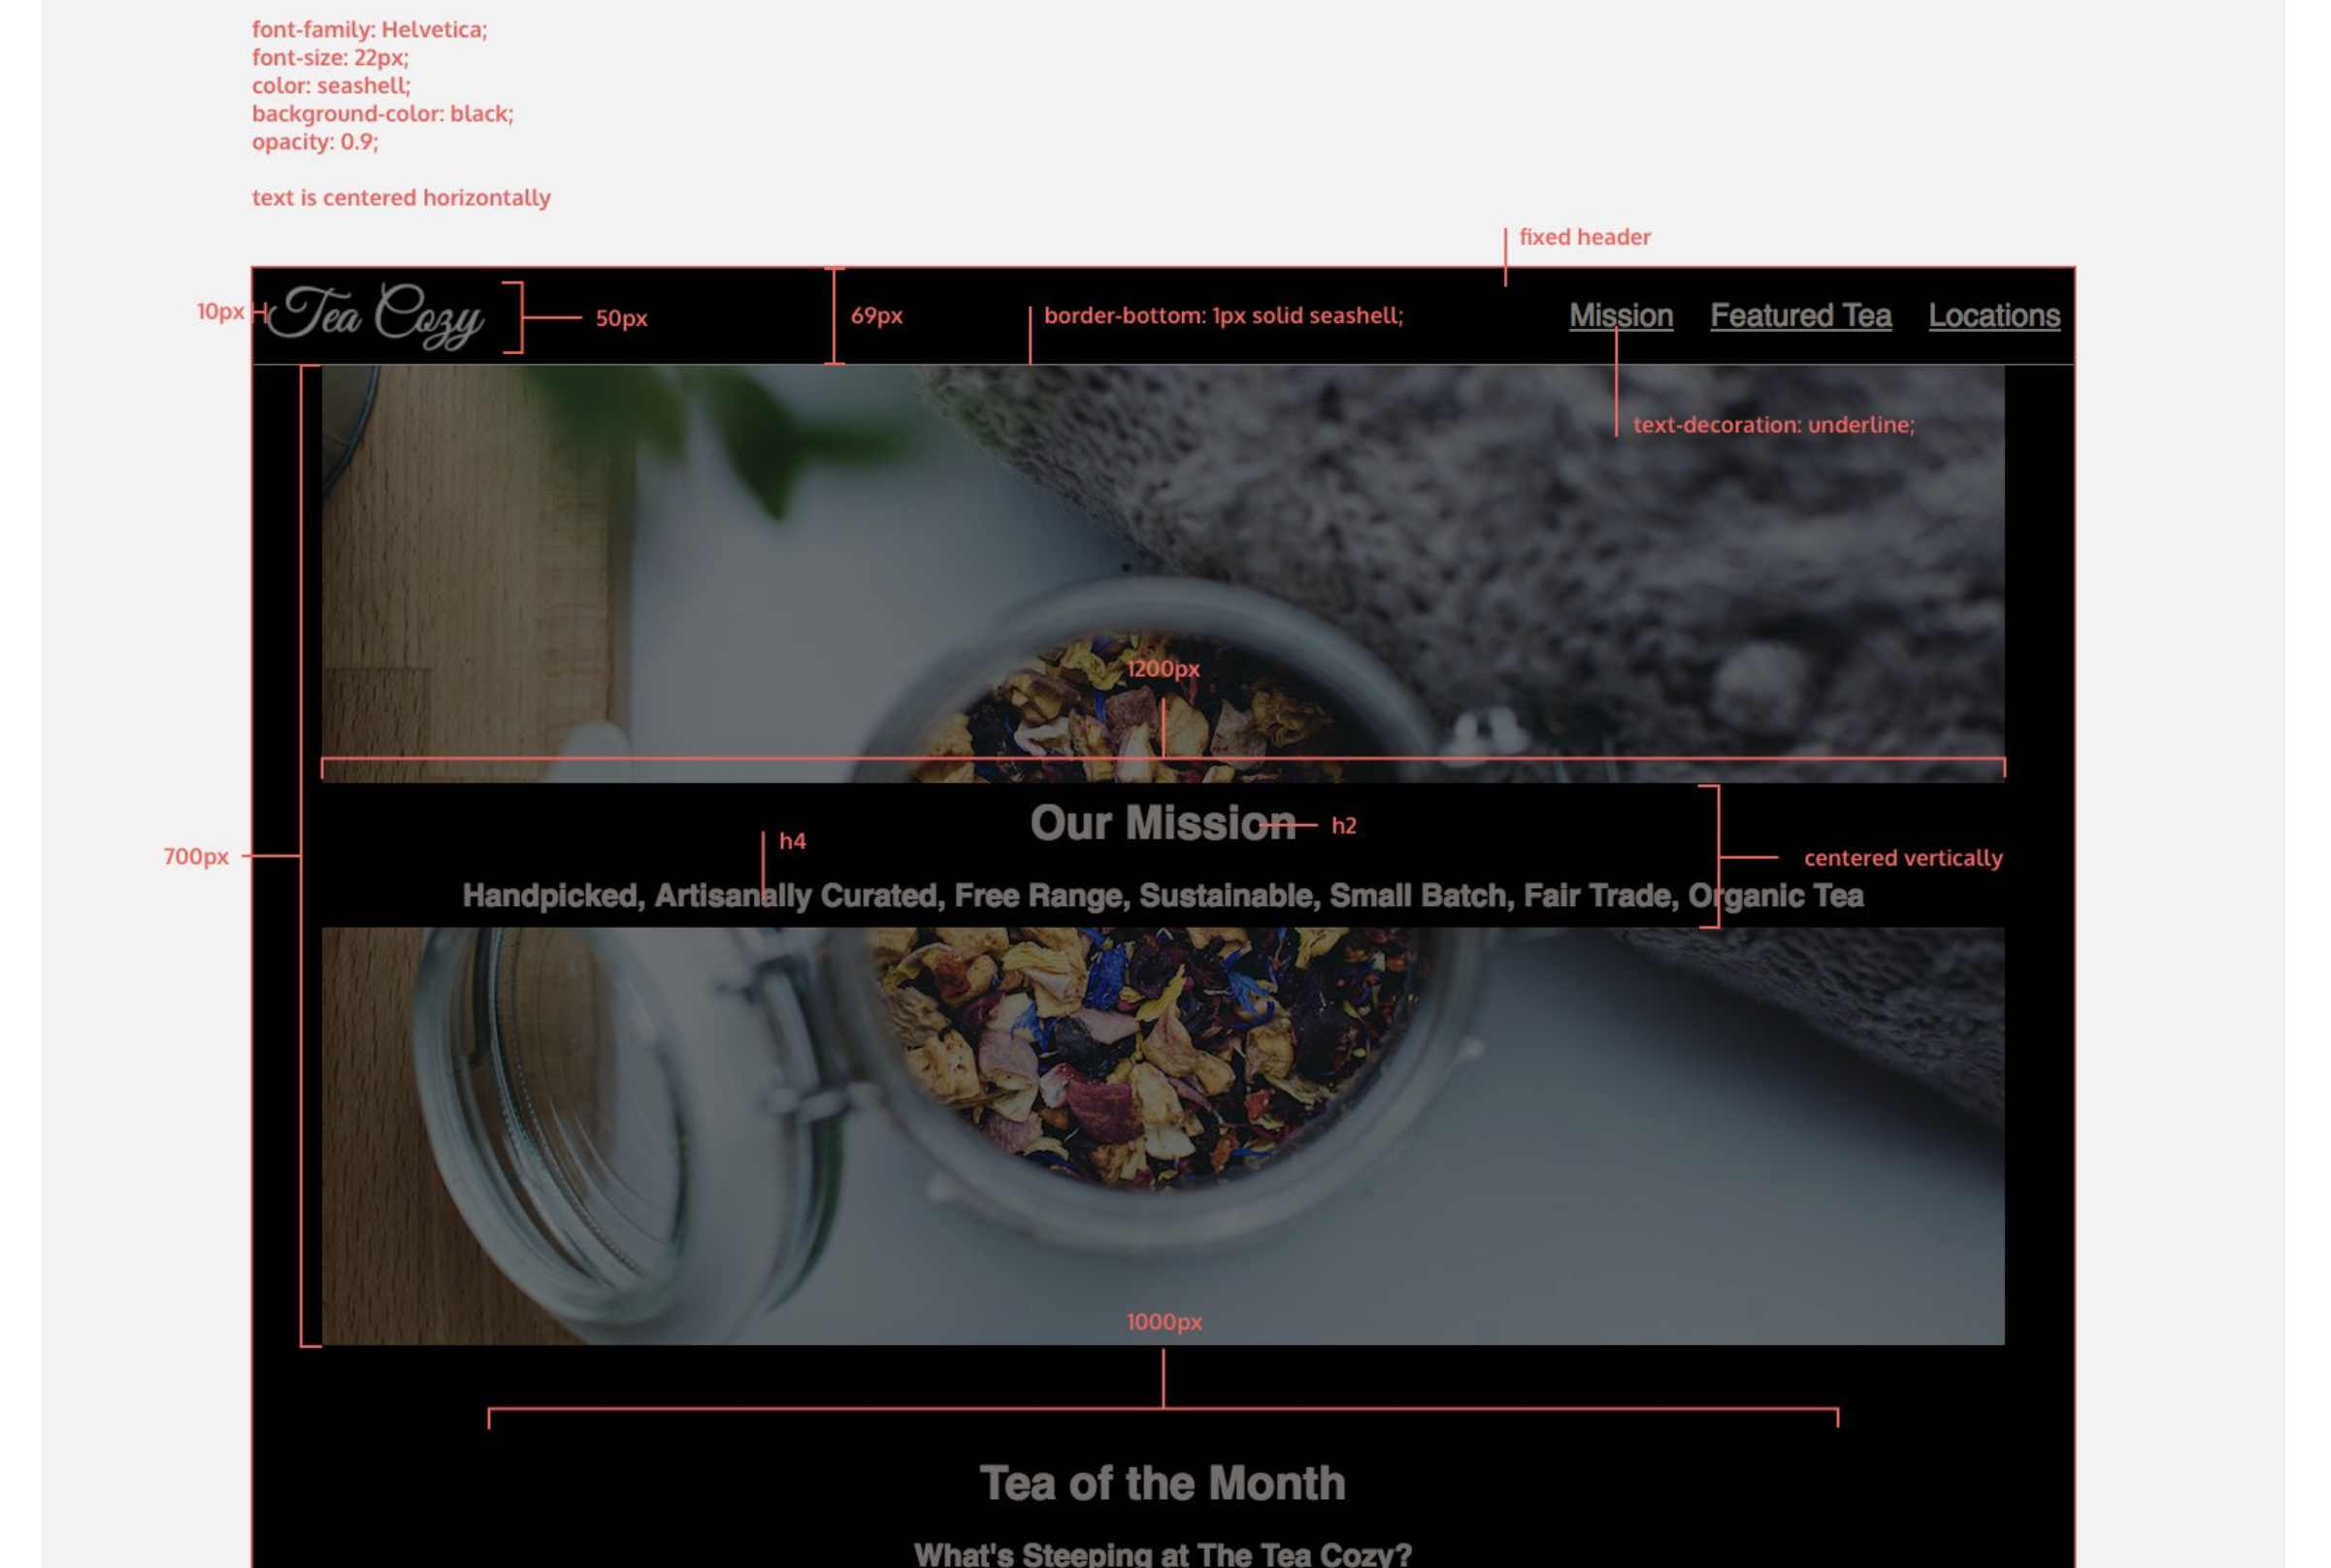 font-family: Helvetica;
font-size: 22px;
color: seashell;
background-color: black;
opacity: 0.9;
text is centered horizontally
fixed header
10px
Tea Cozy
50px
69px
border-bottom: 1px solid seashell;
Mission Featured Tea Locations
text-decoration: underline;
1200px
Our Mission
h2
h4
700px
centered vertically
Handpicked, Artisanally Curated, Free Range, Sustainable, Small Batch, Fair Trade, Organic Tea
1000px
Tea of the Month
What's Steeping at The Tea Cozy?